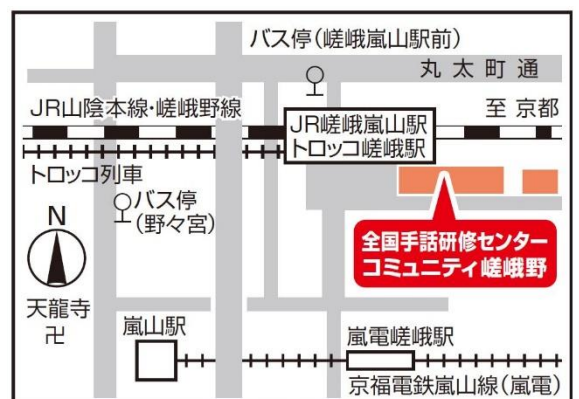 バス停(嵯峨嵐山駅前)
丸太町通
JR山陰本線・嵯峨野線
至 京都
JR嵯峨嵐山駅
トロッコ嵯峨駅
トロッコ列車
バス停
(野々宮)
N
全国手話研修センター
コミュニティ嵯峨野
天龍寺
卍
嵐山駅
嵐電嵯峨駅
京福電鉄嵐山線(嵐電)